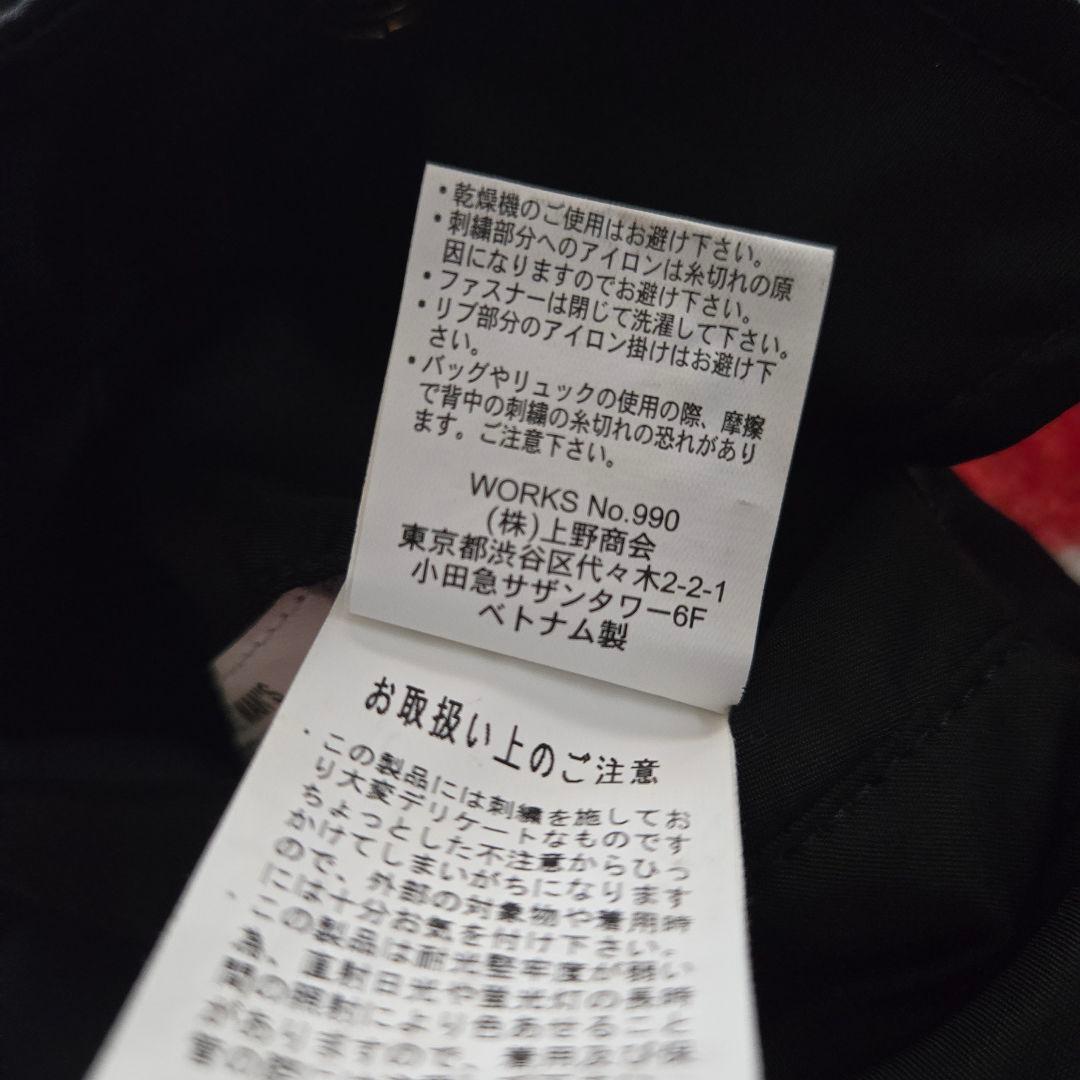 ・乾燥機のご使用はお避け下さい。
・刺繍部分へのアイロンは糸切れの原
因になりますのでお避け下さい。
・ファスナーは閉じて洗濯して下さい。
・リブ部分のアイロン掛けはお避け下
さい。
・バッグやリュックの使用の際、摩擦
で背中の刺繍の糸切れの恐れがあり
ます。ご注意下さい。
WORKS No.990
(株)上野商会
東京都渋谷区代々木2-2-1
小田急サザンタワー6F
ベトナム製
お取扱い上のご注意
・この製品には刺繍を施してお
り大変デリケートなものです
ちょっとした不注意からひっ
かけてしまいがちになります
ので、外部の対象物や着用時
には十分お気を付け下さい。
・この製品は耐光堅牢度が弱い
為、直射日光や蛍光灯の長時
間の照射により色あせること
がありますので、着用及び保
管の